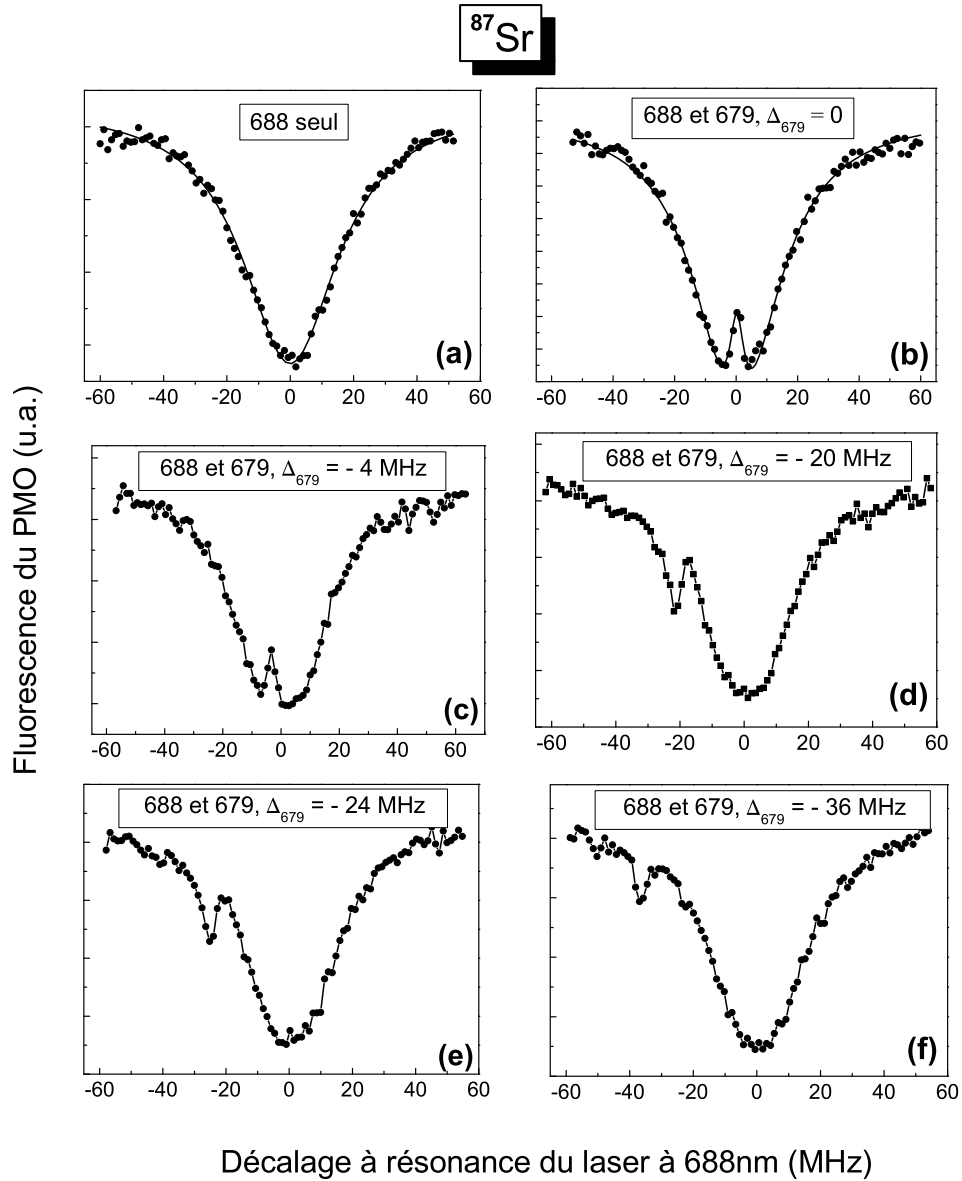 87Sr
688 seul
688 et 679, Δ679 = 0
(a)
(b)
-60 -40 -20 0 20 40 60
-60 -40 -20 0 20 40 60
688 et 679, Δ679 = - 4 MHz
688 et 679, Δ679 = - 20 MHz
(c)
(d)
-60 -40 -20 0 20 40 60
-60 -40 -20 0 20 40 60
688 et 679, Δ679 = - 24 MHz
688 et 679, Δ679 = - 36 MHz
(e)
(f)
-60 -40 -20 0 20 40 60
-60 -40 -20 0 20 40 60
Fluorescence du PMO (u.a.)
Décalage à résonance du laser à 688nm (MHz)